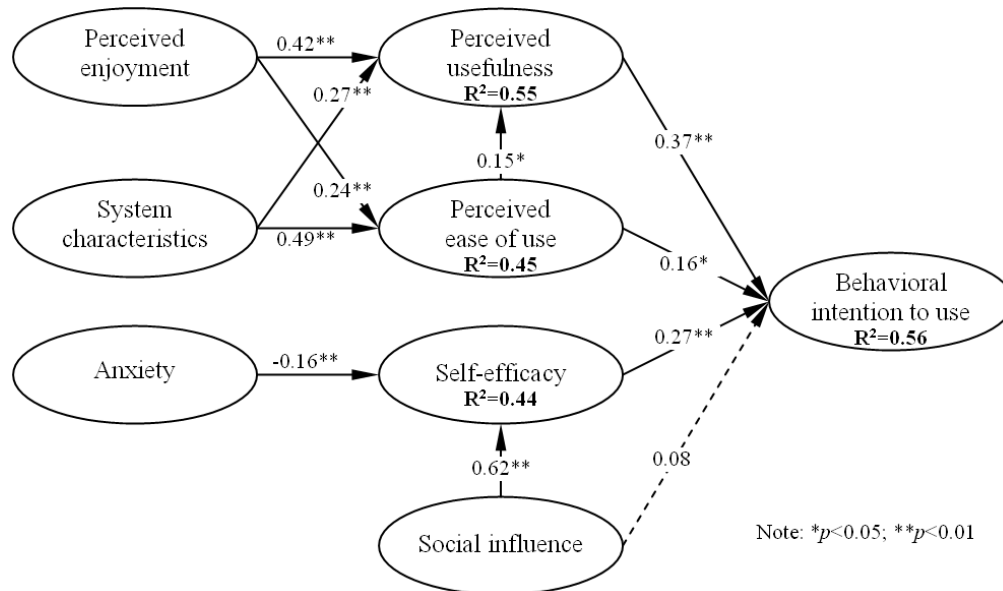 Perceived
enjoyment
0.42**
Perceived
usefulness
R²=0.55
0.27**
0.37**
0.15*
0.24**
System
characteristics
0.49**
Perceived
ease of use
R²=0.45
0.16*
Behavioral
intention to use
R²=0.56
Anxiety
-0.16**
Self-efficacy
R²=0.44
0.27**
0.62**
0.08
Social influence
Note: *p<0.05; **p<0.01